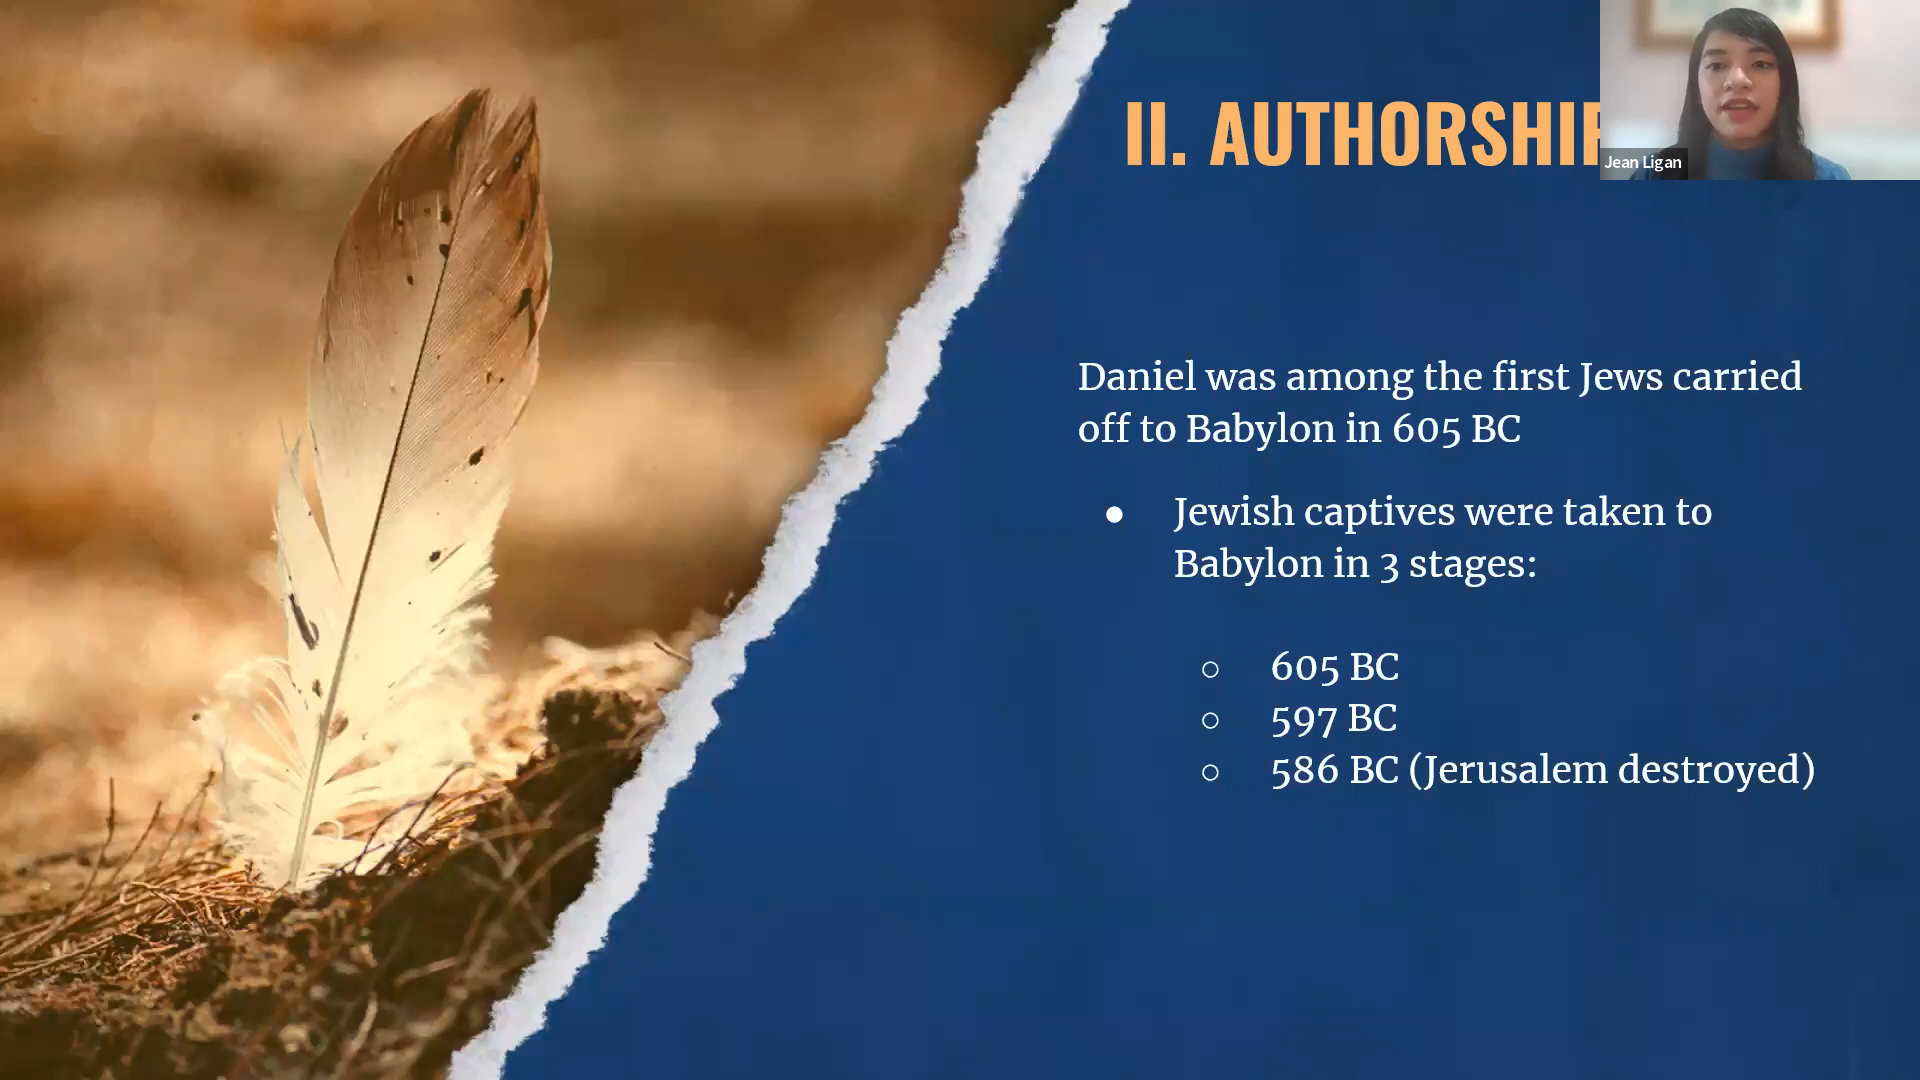 II. AUTHORSHIP
Jean Ligan
Daniel was among the first Jews carried
off to Babylon in 605 BC
● Jewish captives were taken to
Babylon in 3 stages:
○ 605 BC
○ 597 BC
○ 586 BC (Jerusalem destroyed)